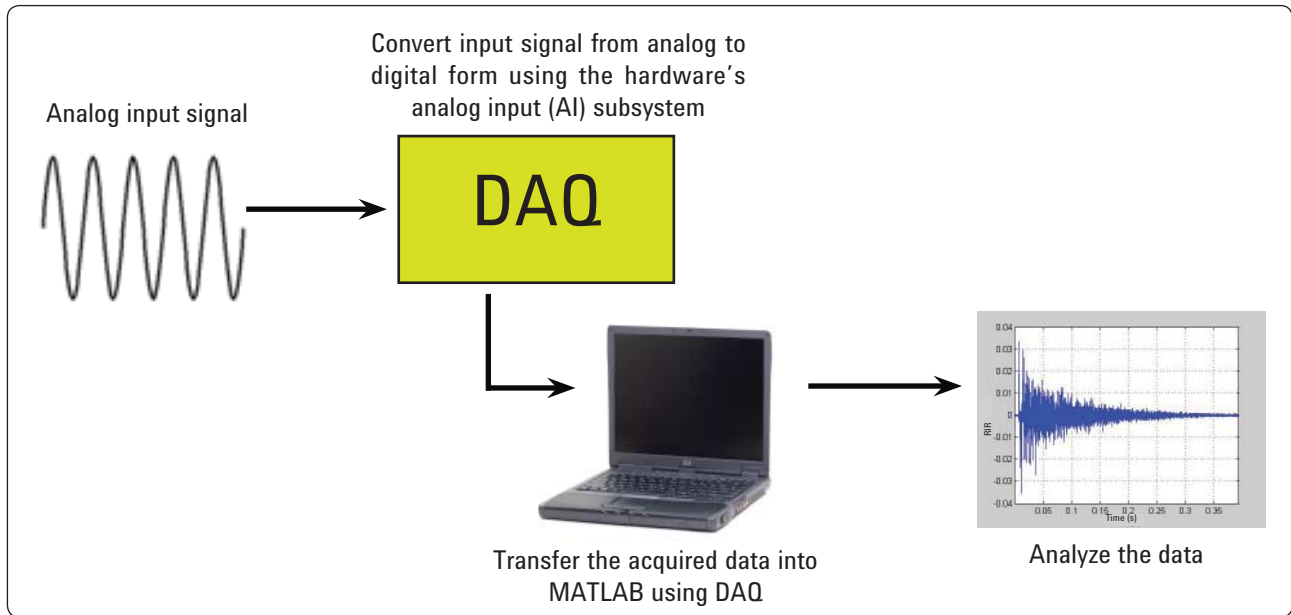 Convert input signal from analog to
digital form using the hardware's
analog input (AI) subsystem
Analog input signal
DAQ
0.04
0.03
0.02
0.01
0
-0.01
-0.02
-0.03
-0.04
RIR
0.05 0.1 0.15 0.2 0.25 0.3 0.35
Time (s)
Transfer the acquired data into
MATLAB using DAQ
Analyze the data